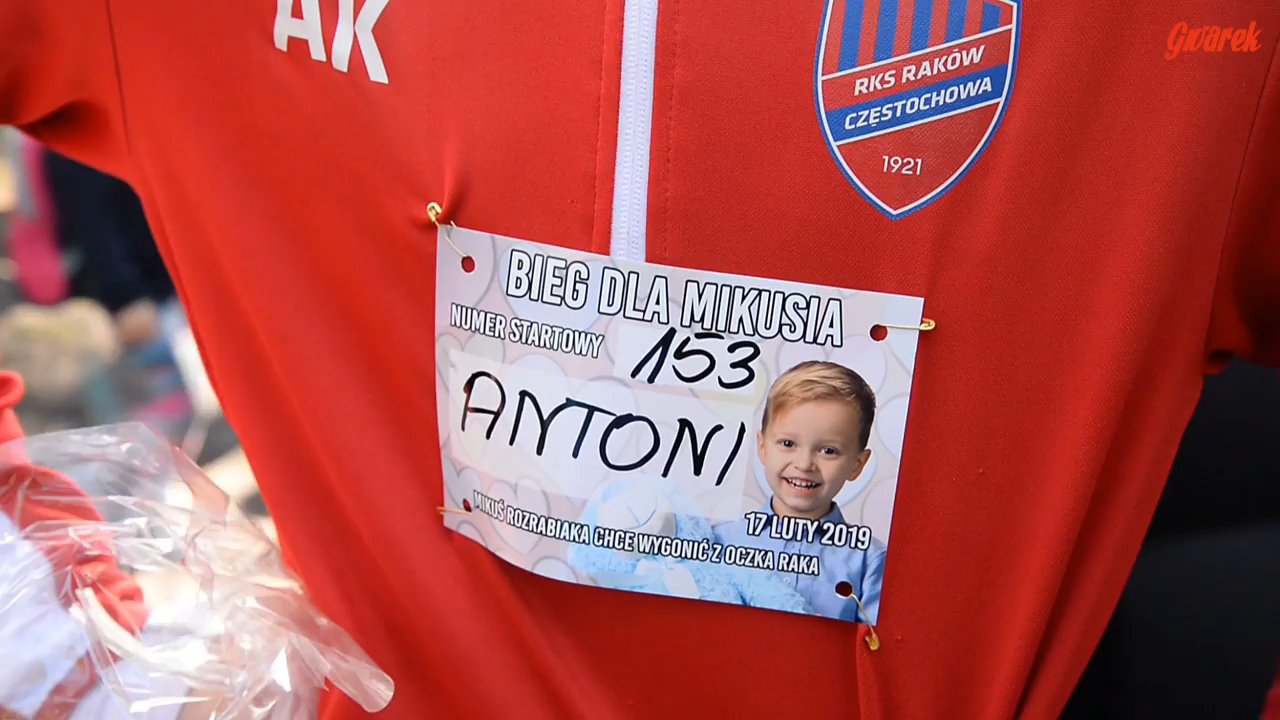 AK
Gwarek
RKS RAKÓW
CZĘSTOCHOWA
1921
BIEG DLA MIKUSIA
NUMER STARTOWY 153
ANTONI
17 LUTY 2019
MIKUŚ ROZRABIAKA CHCE WYGONIĆ Z OCZKA RAKA